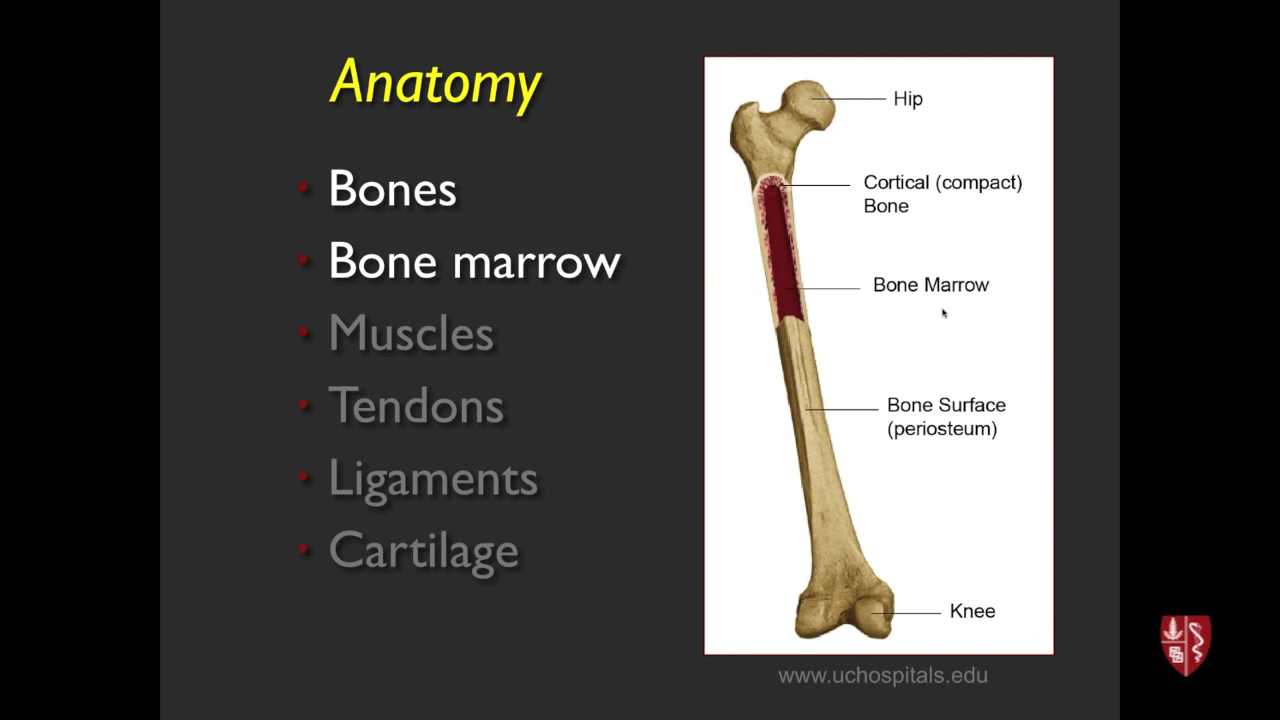 Anatomy
Bones
Bone marrow
Muscles
Tendons
Ligaments
Cartilage
Hip
Cortical (compact)
Bone
Bone Marrow
Bone Surface
(periosteum)
Knee
www.uchospitals.edu